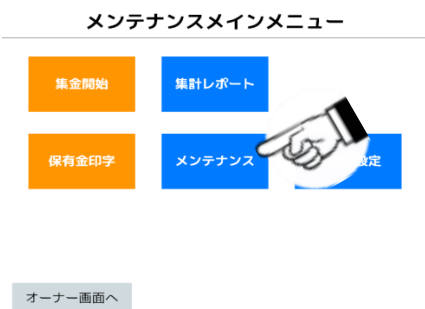 メンテナンスメインメニュー
集金開始
集計レポート
保有金印字
メンテナンス
定
オーナー画面へ